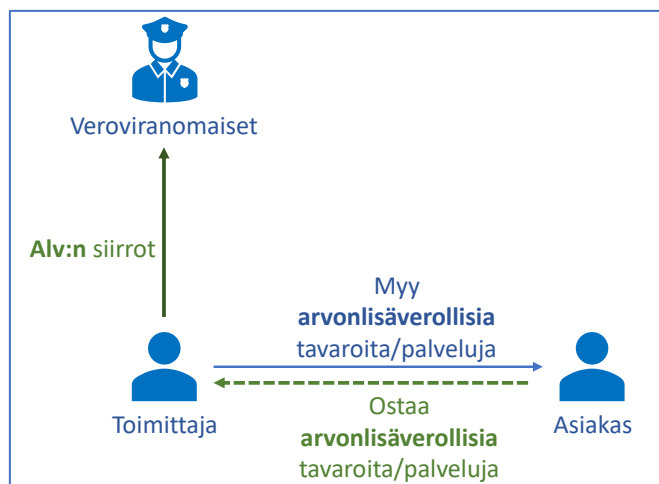 Veroviranomaiset
Alv:n siirrot
Myy
arvonlisäverollisia
tavaroita/palveluja
Toimittaja
Asiakas
Ostaa
arvonlisäverollisia
tavaroita/palveluja